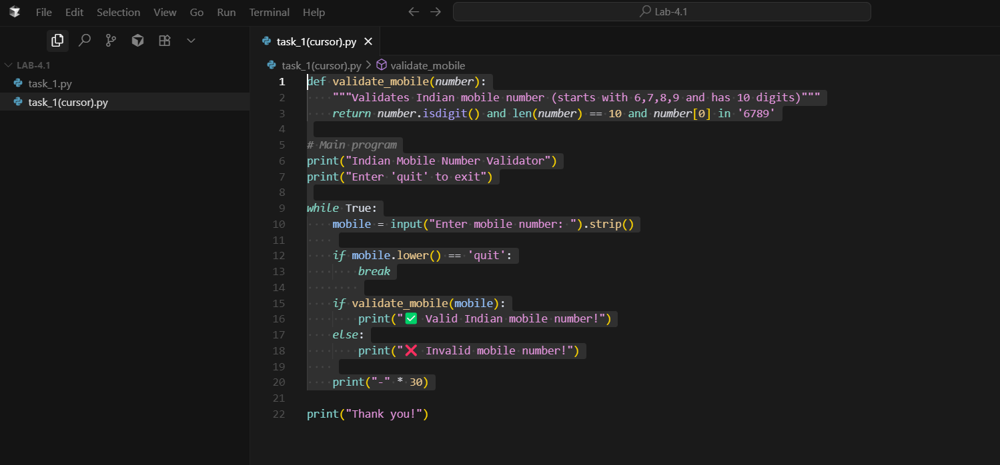 File Edit Selection View Go Run Terminal Help
Lab-4.1
task_1(cursor).py
LAB-4.1
task_1.py
task_1(cursor).py
task_1(cursor).py > validate_mobile
1 def validate_mobile(number):
2     """Validates Indian mobile number (starts with 6,7,8,9 and has 10 digits)"""
3     return number.isdigit() and len(number) == 10 and number[0] in '6789'
4
5 # Main program
6 print("Indian Mobile Number Validator")
7 print("Enter 'quit' to exit")
8
9 while True:
10     mobile = input("Enter mobile number: ").strip()
11
12     if mobile.lower() == 'quit':
13         break
14
15     if validate_mobile(mobile):
16         print("✅ Valid Indian mobile number!")
17     else:
18         print("❌ Invalid mobile number!")
19
20     print("-" * 30)
21
22 print("Thank you!")